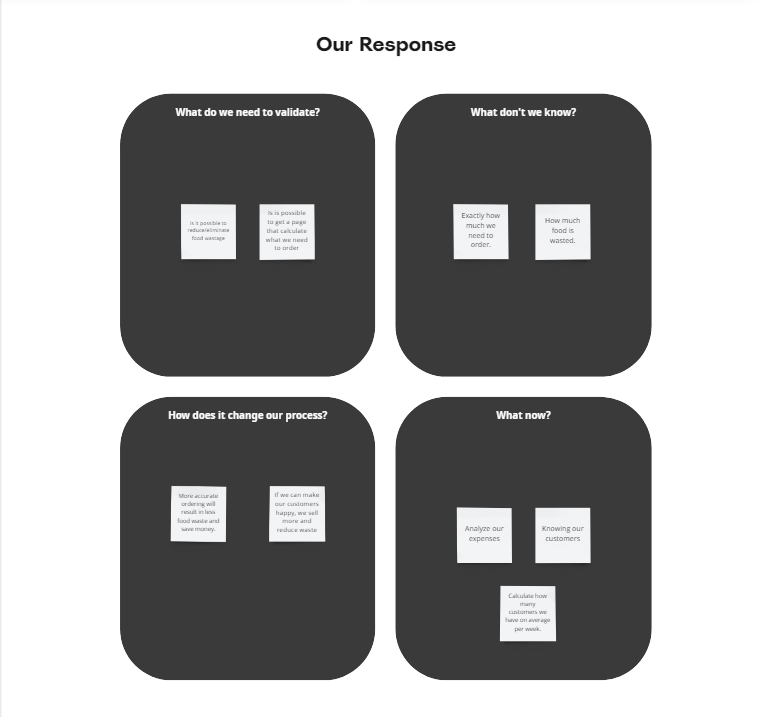 Our Response
What do we need to validate?
Is it possible to
reduce/eliminate
food wastage
Is is possible
to get a page
that calculate
what we need
to order
What don't we know?
Exactly how
much we
need to
order.
How much
food is
wasted.
How does it change our process?
More accurate
ordering will
result in less
food waste and
save money.
If we can make
our customers
happy, we sell
more and
reduce waste
What now?
Analyze our
expenses
Knowing our
customers
Calculate how
many
customers we
have on average
per week.